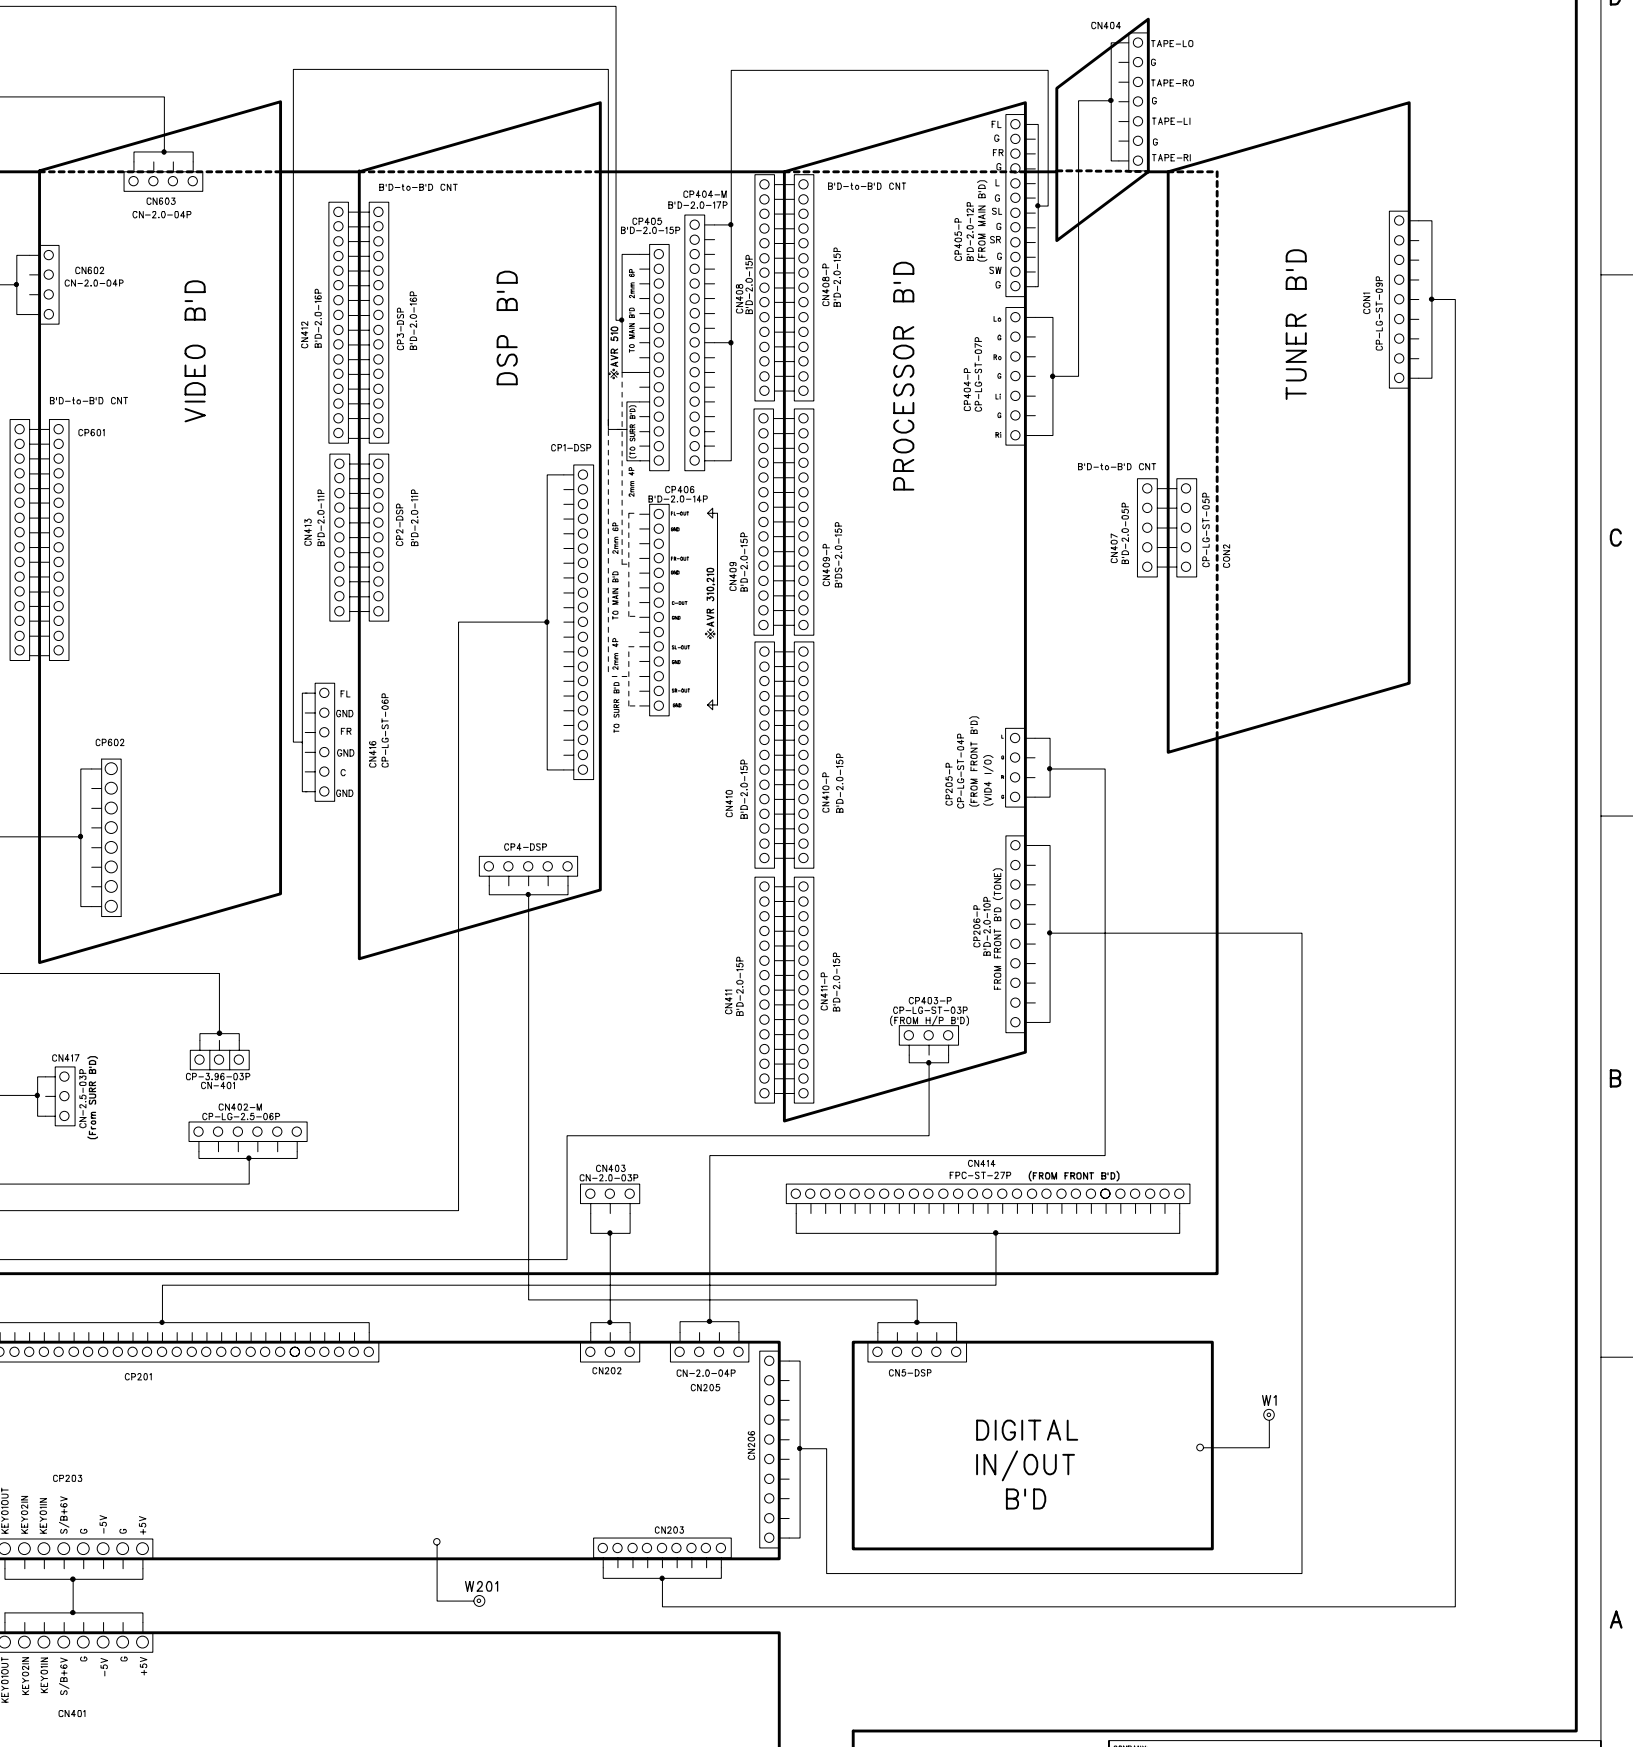 D
C
B
A
CN404
TAPE-LO
G
TAPE-RO
G
TAPE-LI
G
TAPE-RI
CN603
CN-2.0-04P
CN602
CN-2.0-04P
VIDEO B'D
B'D-to-B'D CNT
CP601
CP602
B'D-to-B'D CNT
CN412
B'D-2.0-16P
CP3-DSP
B'D-2.0-16P
DSP B'D
CN413
B'D-2.0-11P
CP2-DSP
B'D-2.0-11P
CP1-DSP
CP4-DSP
FL
GND
FR
GND
C
GND
CN416
CP-LG-ST-06P
CP404-M
B'D-2.0-17P
CP405
B'D-2.0-15P
TO MAIN B'D 2mm 6P
※AVR 510
(TO SURR B'D)
2mm 4P
CP406
B'D-2.0-14P
FL-OUT
GND
FR-OUT
GND
C-OUT
GND
SL-OUT
GND
SR-OUT
GND
TO MAIN B'D 2mm 6P
TO SURR B'D 2mm 4P
※AVR 310,210
B'D-to-B'D CNT
CN408
B'D-2.0-15P
CN408-P
B'D-2.0-15P
CN409
B'D-2.0-15P
CN409-P
B'DS-2.0-15P
CN410
B'D-2.0-15P
CN410-P
B'D-2.0-15P
CN411
B'D-2.0-15P
CN411-P
B'D-2.0-15P
PROCESSOR B'D
FL
G
FR
G
L
G
SL
G
SR
G
SW
G
CP405-P
B'D-2.0-12P
(FROM MAIN B'D)
Lo
G
Ro
G
Li
G
Ri
CP404-P
CP-LG-ST-07P
L
G
R
G
CP205-P
CP-LG-ST-04P
(FROM FRONT B'D)
(VID4 I/O)
CP206-P
B'D-2.0-10P
FROM FRONT B'D (TONE)
CP403-P
CP-LG-ST-03P
(FROM H/P B'D)
TUNER B'D
CON1
CP-LG-ST-09P
B'D-to-B'D CNT
CN407
B'D-2.0-05P
CP-LG-ST-05P
CON2
CN417
CN-2.5-03P
(From SURR B'D)
CP-3.96-03P
CN-401
CN402-M
CP-LG-2.5-06P
CN403
CN-2.0-03P
CN414
FPC-ST-27P (FROM FRONT B'D)
CP201
CN202
CN-2.0-04P
CN205
CN206
CN203
CN5-DSP
DIGITAL
IN/OUT
B'D
W1
W201
CP203
KEY01OUT
KEY02IN
KEY01IN
S/B+6V
G
-5V
G
+5V
KEY01OUT
KEY02IN
KEY01IN
S/B+6V
G
-5V
G
+5V
CN401